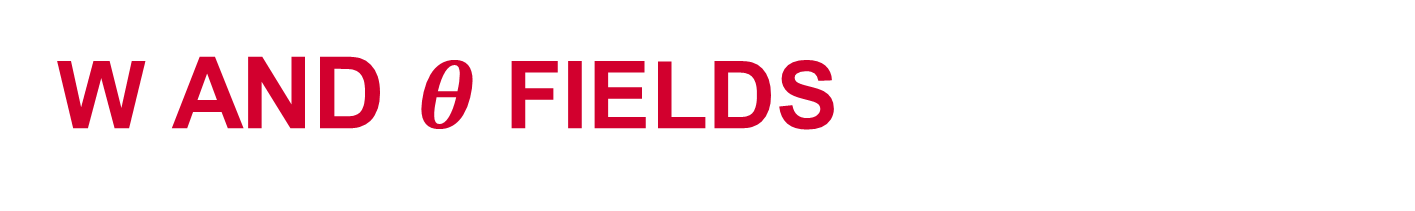 W AND θ FIELDS